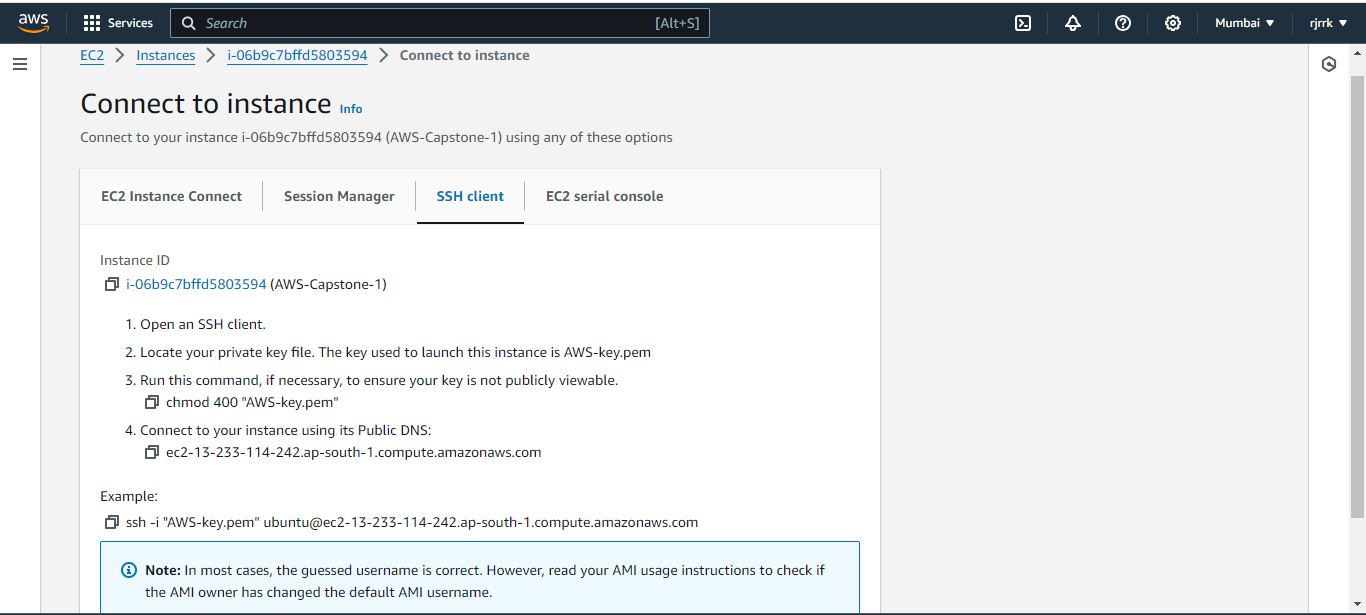 aws Services Search [Alt+S] Mumbai rjrrk
EC2 Instances i-06b9c7bffd5803594 Connect to instance
Connect to instance Info
Connect to your instance i-06b9c7bffd5803594 (AWS-Capstone-1) using any of these options
EC2 Instance Connect Session Manager SSH client EC2 serial console
Instance ID
i-06b9c7bffd5803594 (AWS-Capstone-1)
1. Open an SSH client.
2. Locate your private key file. The key used to launch this instance is AWS-key.pem
3. Run this command, if necessary, to ensure your key is not publicly viewable.
chmod 400 "AWS-key.pem"
4. Connect to your instance using its Public DNS:
ec2-13-233-114-242.ap-south-1.compute.amazonaws.com
Example:
ssh -i "AWS-key.pem" ubuntu@ec2-13-233-114-242.ap-south-1.compute.amazonaws.com
Note: In most cases, the guessed username is correct. However, read your AMI usage instructions to check if
the AMI owner has changed the default AMI username.